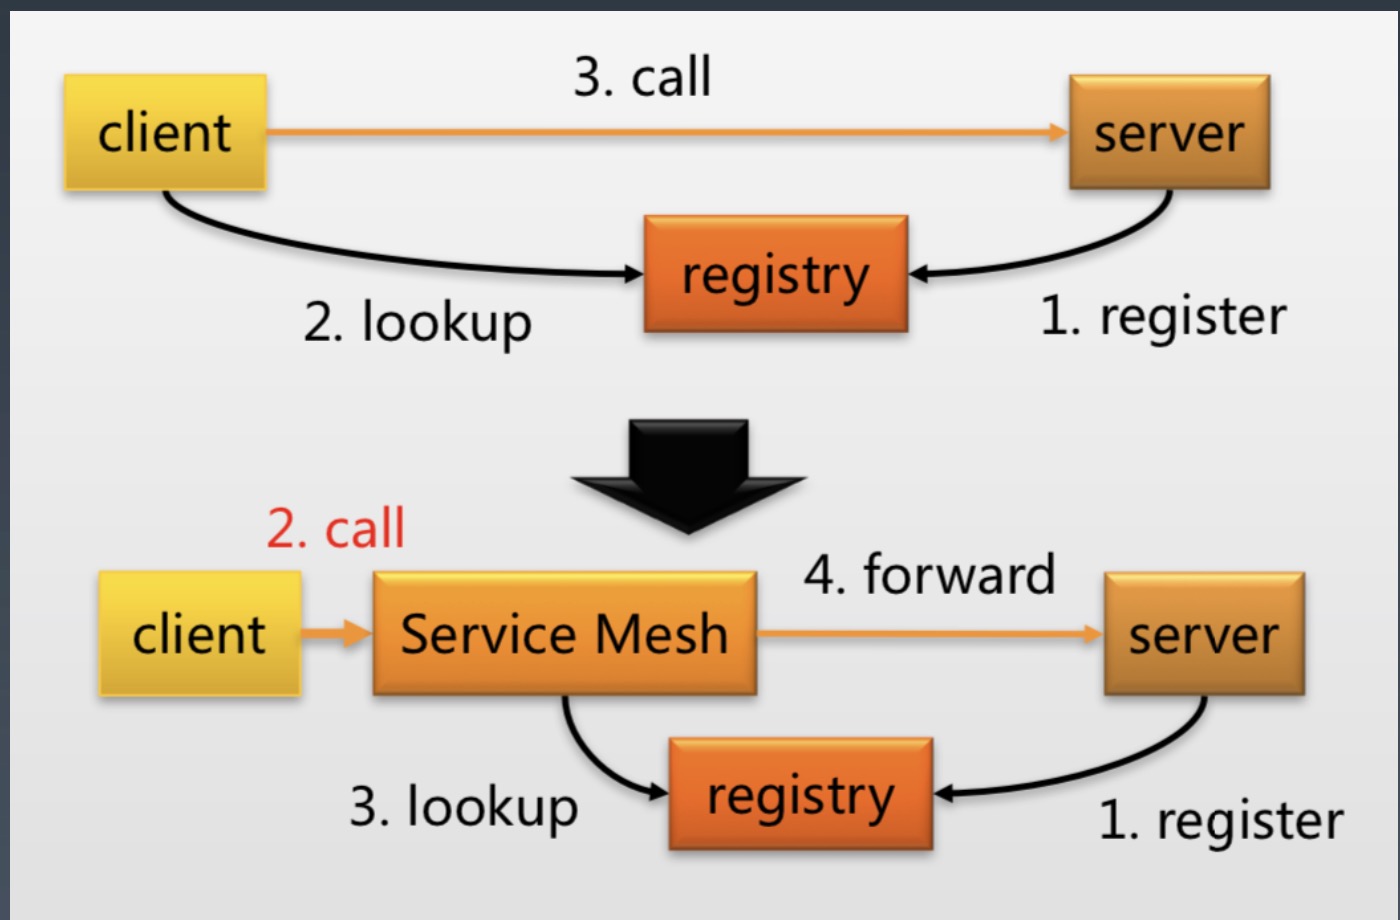 3. call
client
server
registry
2. lookup
1. register
2. call
4. forward
client
Service Mesh
server
registry
3. lookup
1. register